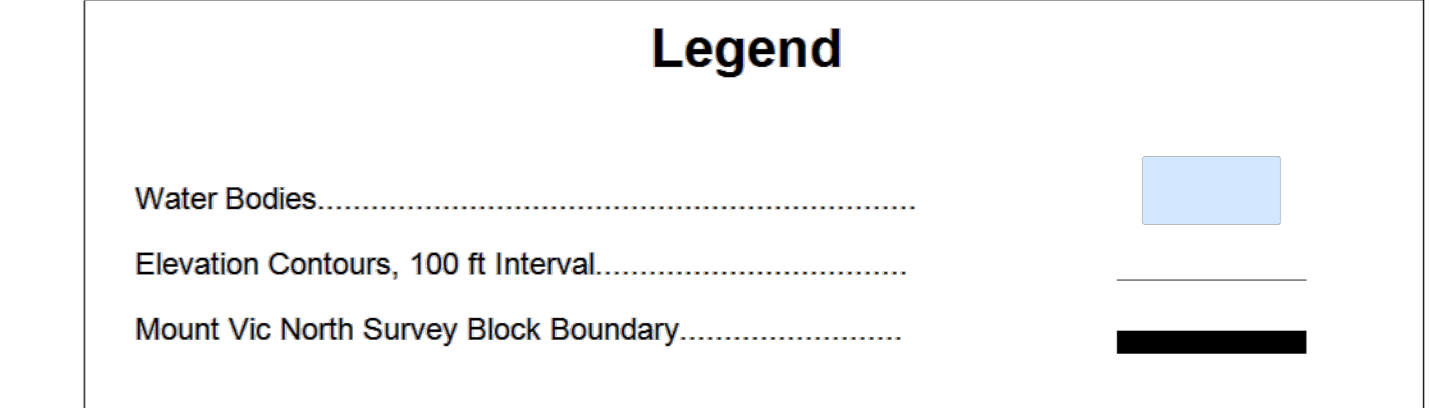 Legend
Water Bodies...................................................................
Elevation Contours, 100 ft Interval...................................
Mount Vic North Survey Block Boundary.........................